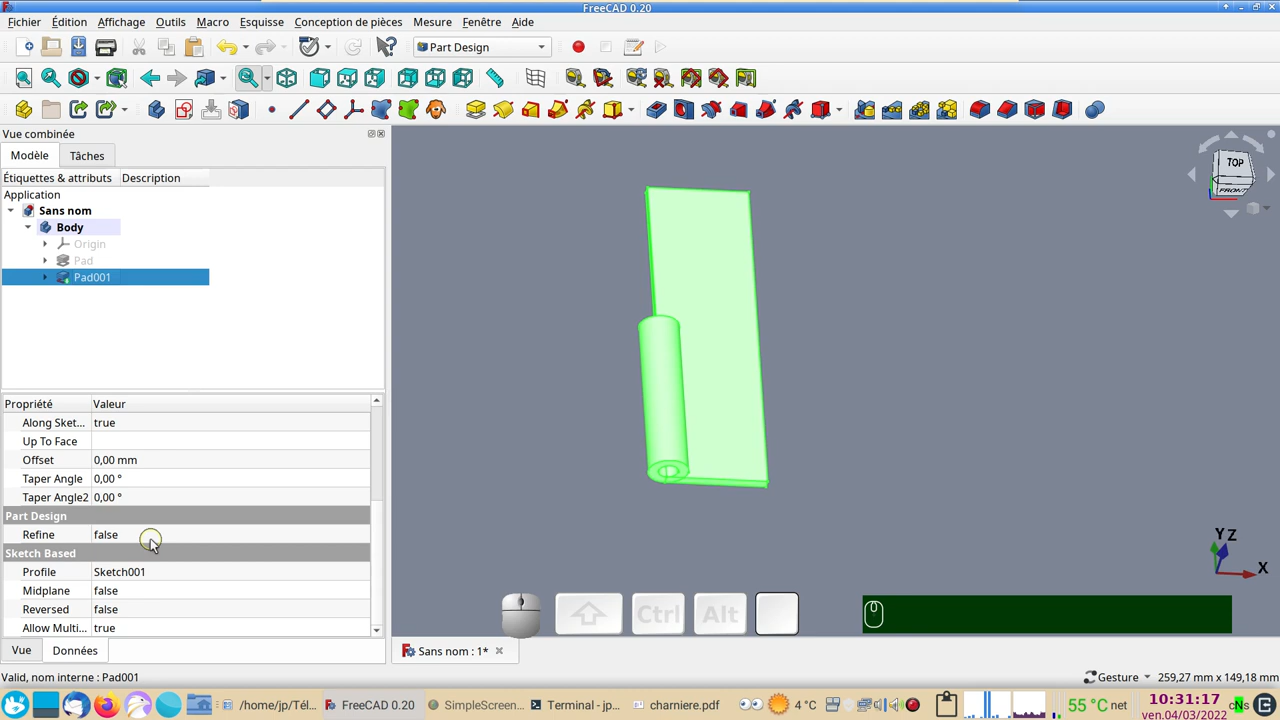 FreeCAD 0.20
Fichier Édition Affichage Outils Macro Esquisse Conception de pièces Mesure Fenêtre Aide
Part Design
Vue combinée
Modèle Tâches
Étiquettes & attributs Description
Application
Sans nom
Body
Origin
Pad
Pad001
Propriété Valeur
Along Sket... true
Up To Face
Offset 0,00 mm
Taper Angle 0,00 °
Taper Angle2 0,00 °
Part Design
Refine false
Sketch Based
Profile Sketch001
Midplane false
Reversed false
Allow Multi... true
Vue Données
TOP
FRONT
Y Z
X
Ctrl Alt
Sans nom : 1*
Valid, nom interne : Pad001
Gesture 259,27 mm x 149,18 mm
/home/jp/Tél... FreeCAD 0.20 SimpleScreen... Terminal - jp... charniere.pdf 4°C 55 °C nete 10:31:17
ven.04/03/2022